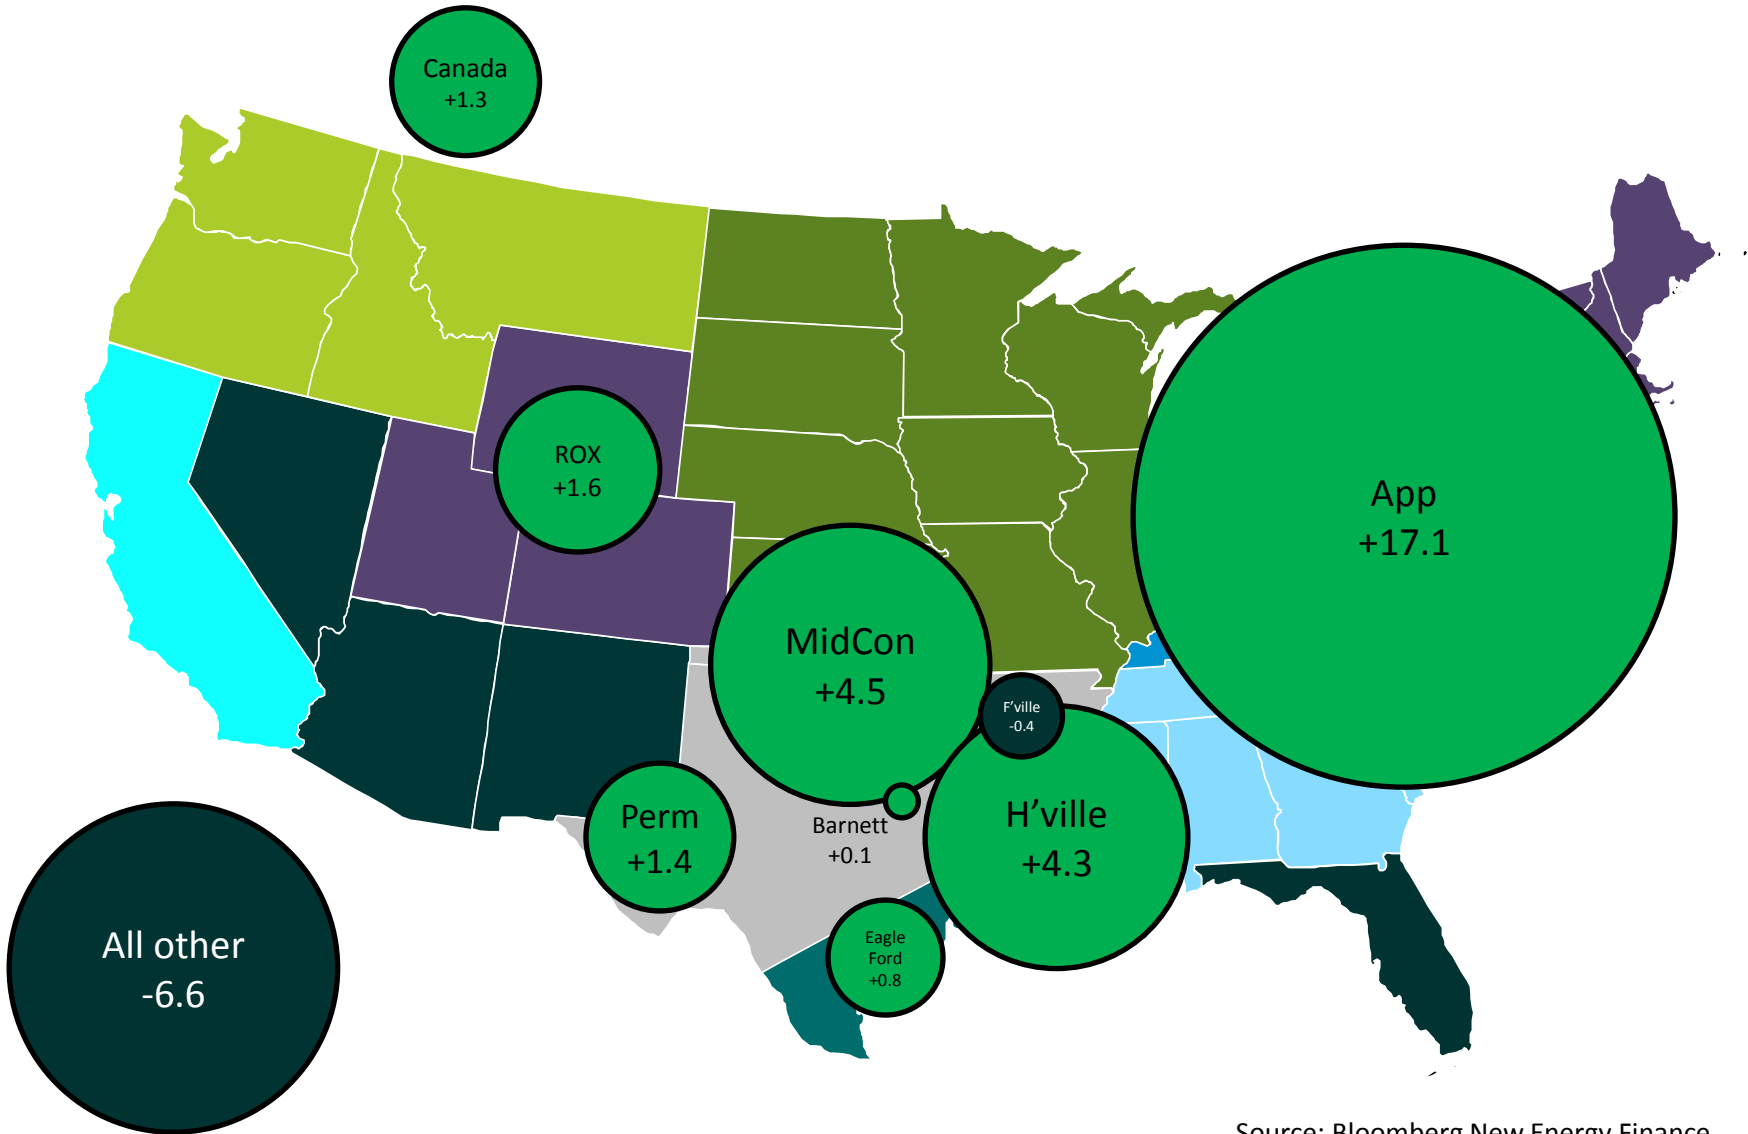 Canada
+1.3
ROX
+1.6
App
+17.1
MidCon
+4.5
F'ville
-0.4
H'ville
+4.3
Perm
+1.4
Barnett
+0.1
Eagle
Ford
+0.8
All other
-6.6
Source: Bloomberg New Energy Finance